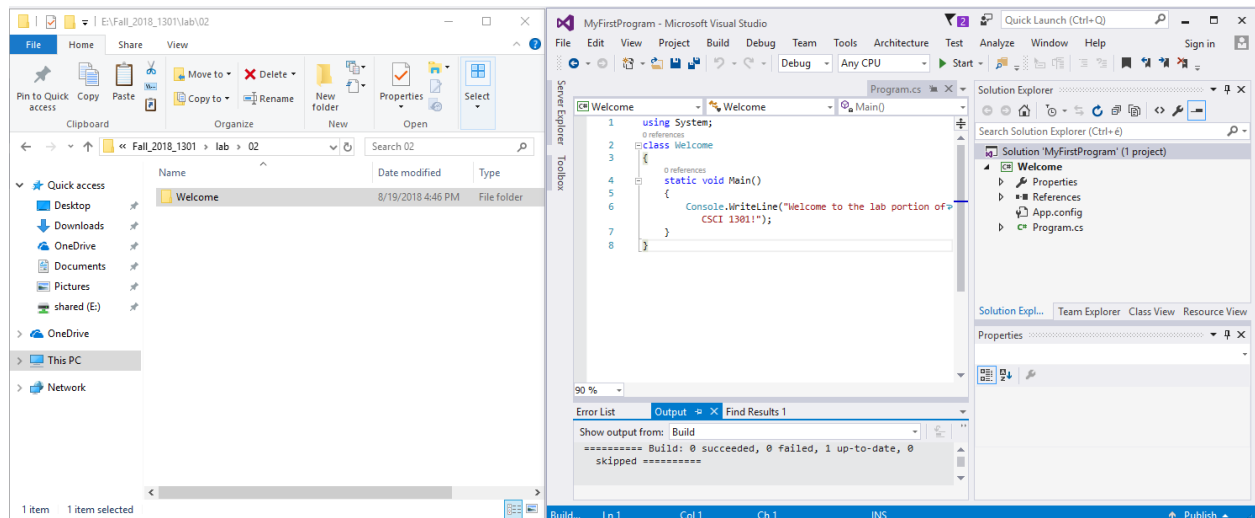 E:\Fall_2018_1301\lab\02
File Home Share View
Pin to Quick access
Copy
Paste
Move to
Copy to
Delete
Rename
New folder
Properties
Select
Clipboard Organize New Open
« Fall_2018_1301 > lab > 02
Search 02
Name Date modified Type
Welcome 8/19/2018 4:46 PM File folder
Quick access
Desktop
Downloads
OneDrive
Documents
Pictures
shared (E:)
OneDrive
This PC
Network
1 item 1 item selected
MyFirstProgram - Microsoft Visual Studio
2
Quick Launch (Ctrl+Q)
File Edit View Project Build Debug Team Tools Architecture Test Analyze Window Help Sign in
Debug Any CPU Start
Server Explorer
Toolbox
Program.cs
Welcome Welcome Main()
1 using System;
0 references
2 class Welcome
3 {
0 references
4 static void Main()
5 {
6 Console.WriteLine("Welcome to the lab portion of
CSCI 1301!");
7 }
8 }
90 %
Error List Output Find Results 1
Show output from: Build
========== Build: 0 succeeded, 0 failed, 1 up-to-date, 0
skipped ==========
Solution Explorer
Search Solution Explorer (Ctrl+é)
Solution 'MyFirstProgram' (1 project)
C# Welcome
Properties
References
App.config
C# Program.cs
Solution Expl... Team Explorer Class View Resource View
Properties
Build... Ln 1 Col 1 Ch 1 INS Publish